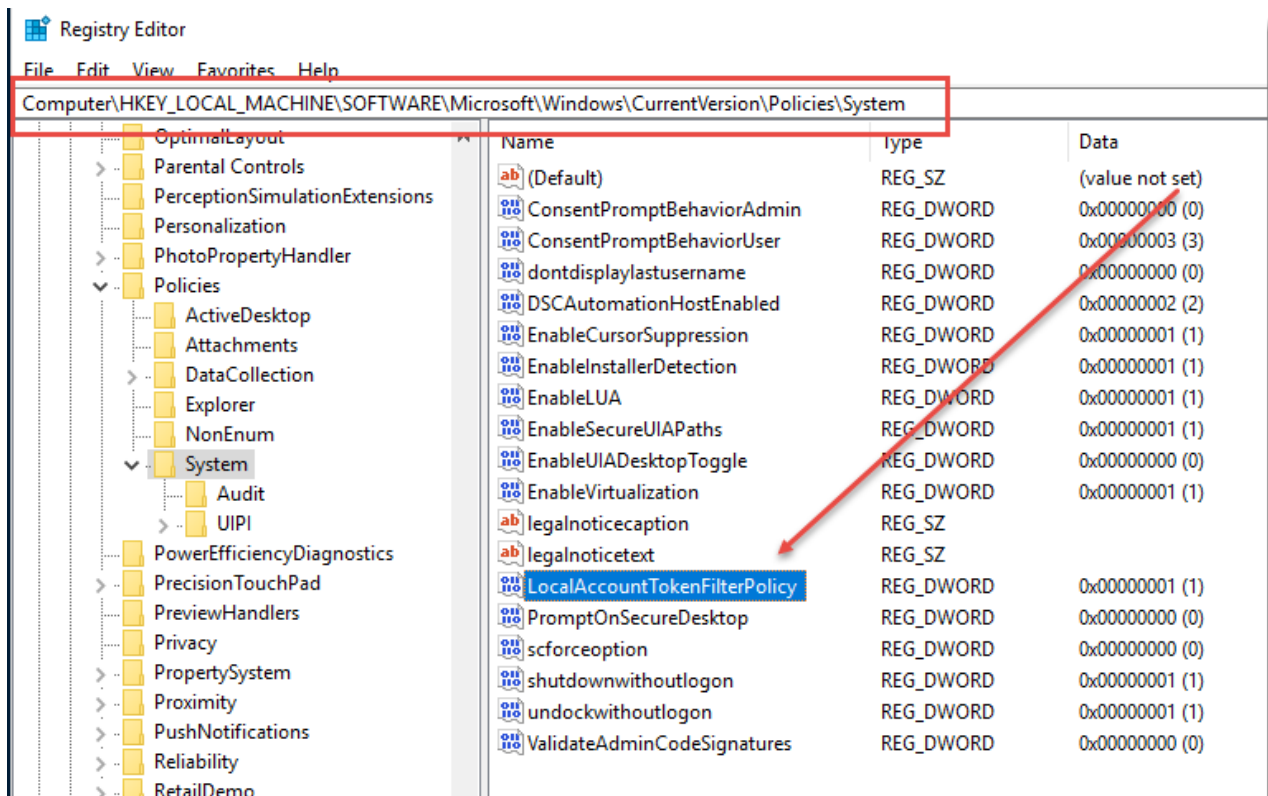 Registry Editor
File Edit View Favorites Help
Computer\HKEY_LOCAL_MACHINE\SOFTWARE\Microsoft\Windows\CurrentVersion\Policies\System
OptimalLayout
Parental Controls
PerceptionSimulationExtensions
Personalization
PhotoPropertyHandler
Policies
ActiveDesktop
Attachments
DataCollection
Explorer
NonEnum
System
Audit
UIPI
PowerEfficiencyDiagnostics
PrecisionTouchPad
PreviewHandlers
Privacy
PropertySystem
Proximity
PushNotifications
Reliability
RetailDemo
Name Type Data
(Default) REG_SZ (value not set)
ConsentPromptBehaviorAdmin REG_DWORD 0x00000000 (0)
ConsentPromptBehaviorUser REG_DWORD 0x00000003 (3)
dontdisplaylastusername REG_DWORD 0x00000000 (0)
DSCAutomationHostEnabled REG_DWORD 0x00000002 (2)
EnableCursorSuppression REG_DWORD 0x00000001 (1)
EnableInstallerDetection REG_DWORD 0x00000001 (1)
EnableLUA REG_DWORD 0x00000001 (1)
EnableSecureUIAPaths REG_DWORD 0x00000001 (1)
EnableUIADesktopToggle REG_DWORD 0x00000000 (0)
EnableVirtualization REG_DWORD 0x00000001 (1)
legalnoticecaption REG_SZ
legalnoticetext REG_SZ
LocalAccountTokenFilterPolicy REG_DWORD 0x00000001 (1)
PromptOnSecureDesktop REG_DWORD 0x00000000 (0)
scforceoption REG_DWORD 0x00000000 (0)
shutdownwithoutlogon REG_DWORD 0x00000001 (1)
undockwithoutlogon REG_DWORD 0x00000001 (1)
ValidateAdminCodeSignatures REG_DWORD 0x00000000 (0)